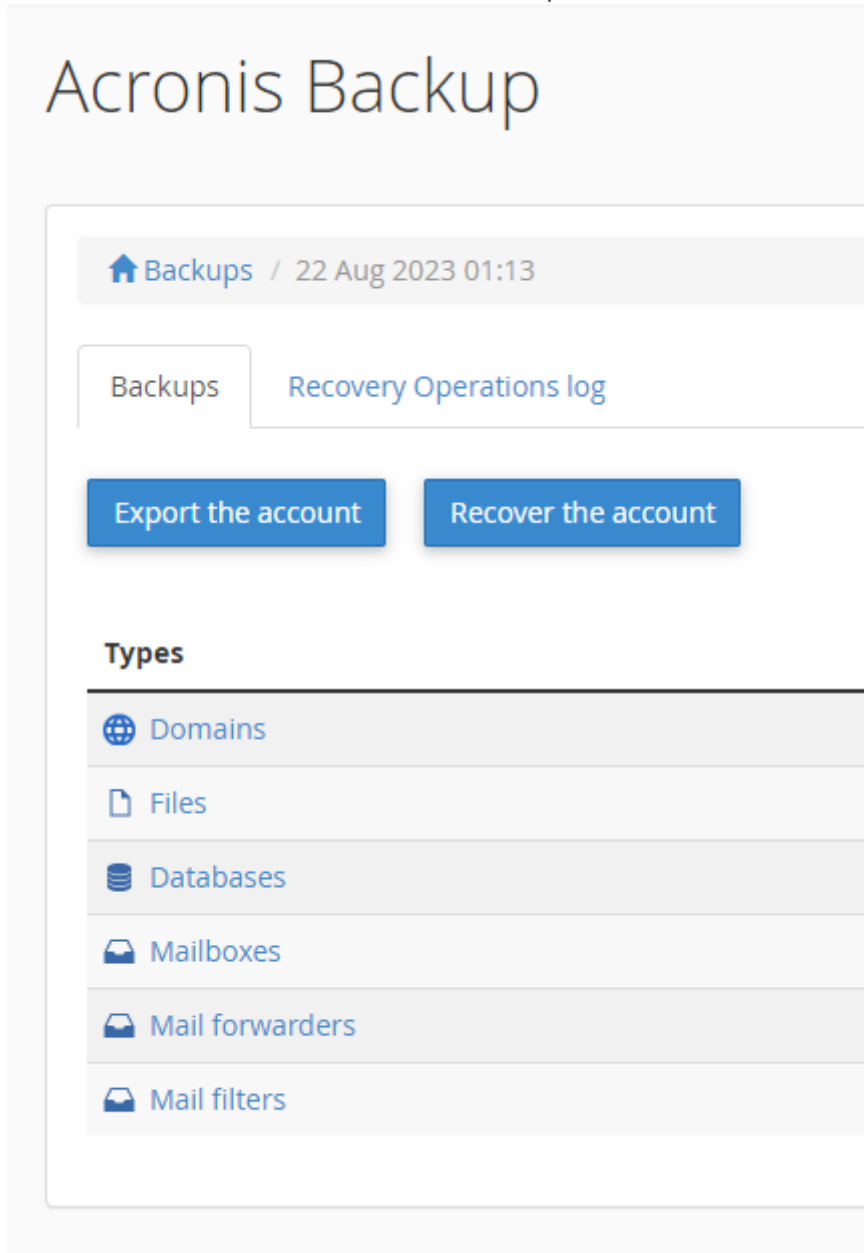 Acronis Backup
Backups / 22 Aug 2023 01:13
Backups Recovery Operations log
Export the account Recover the account
Types
Domains
Files
Databases
Mailboxes
Mail forwarders
Mail filters